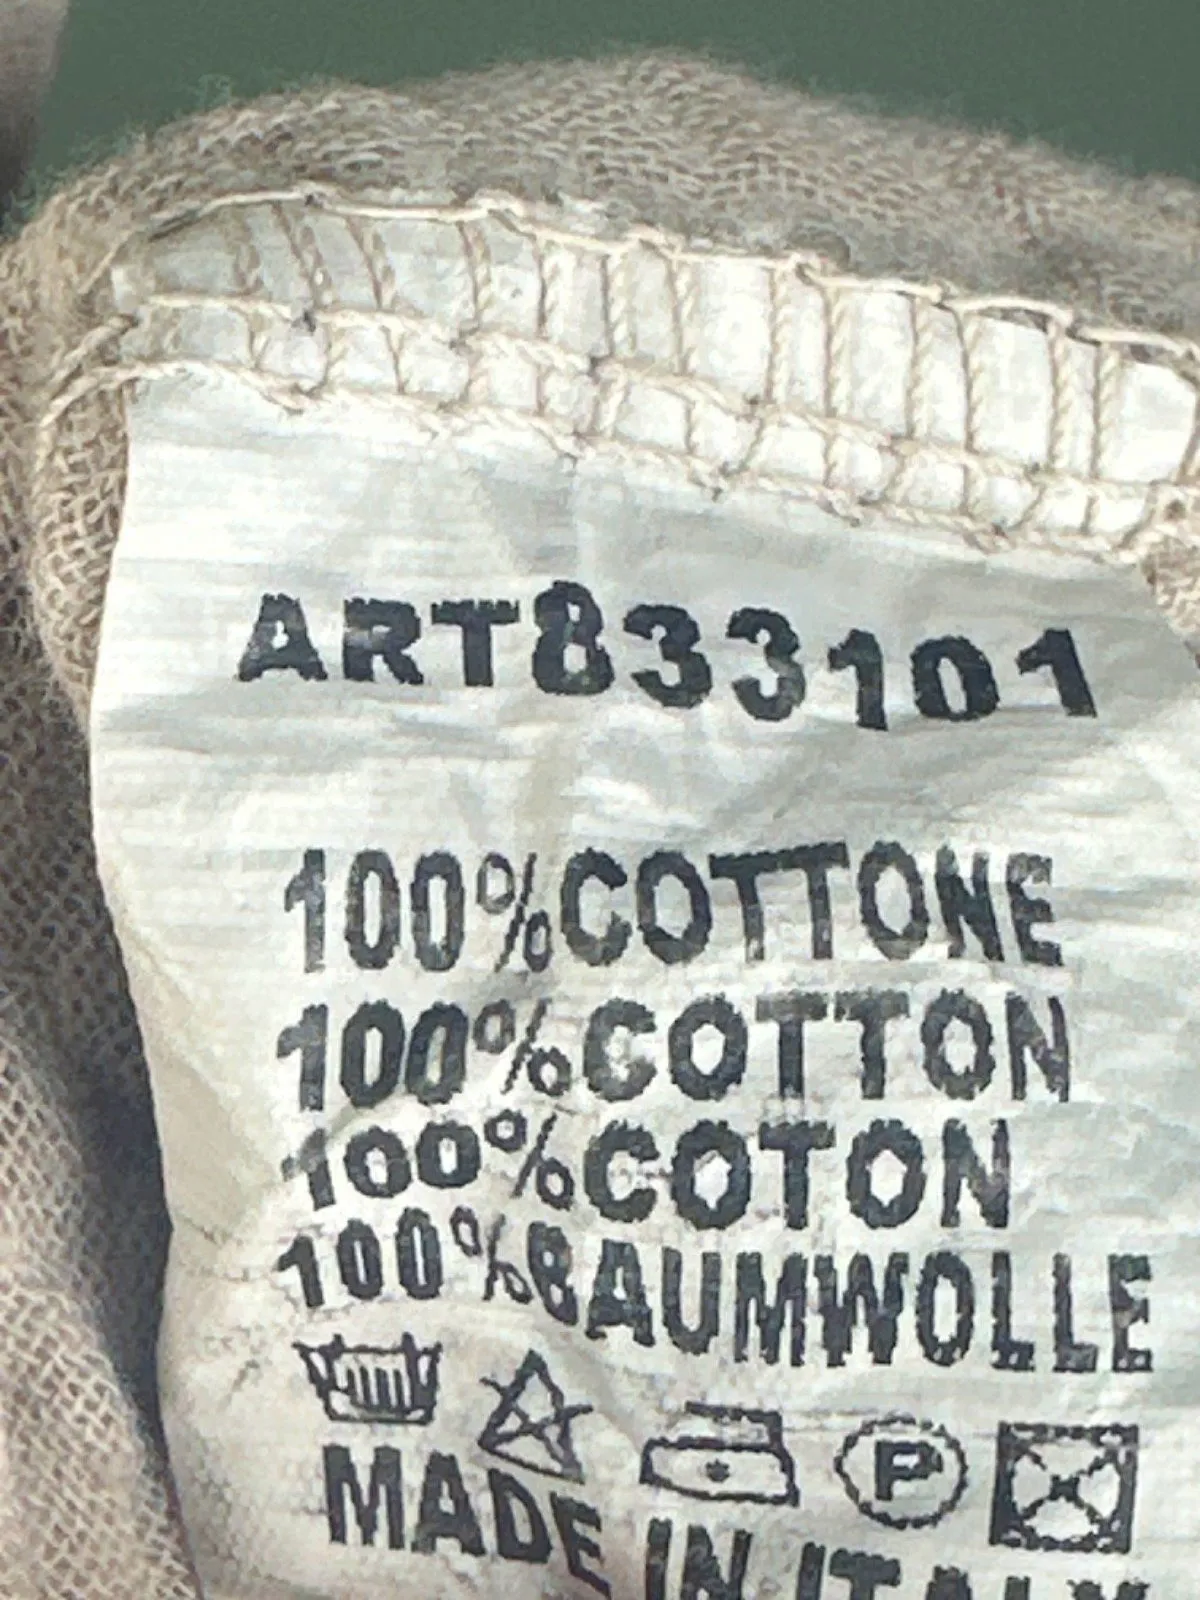 ART833101
100%COTTONE
100%COTTON
100%COTON
100%BAUMWOLLE
P
MADE IN ITALY